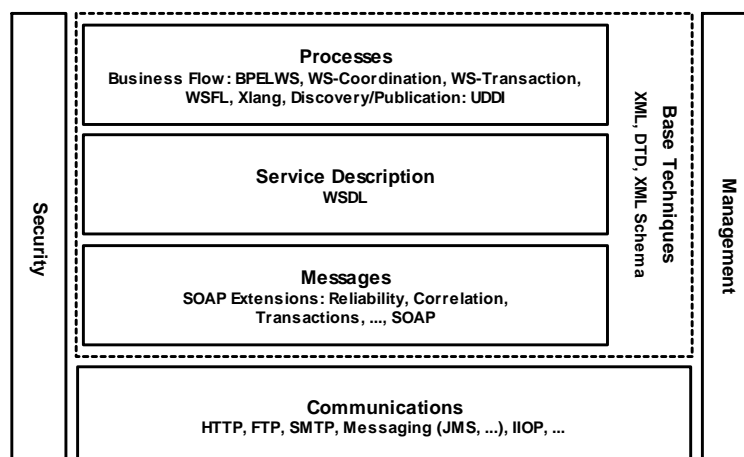 Processes
Business Flow: BPELWS, WS-Coordination, WS-Transaction,
WSFL, Xlang, Discovery/Publication: UDDI
Service Description
WSDL
Messages
SOAP Extensions: Reliability, Correlation,
Transactions, ..., SOAP
Base Techniques
XML, DTD, XML Schema
Security
Management
Communications
HTTP, FTP, SMTP, Messaging (JMS, ...), IIOP, ...